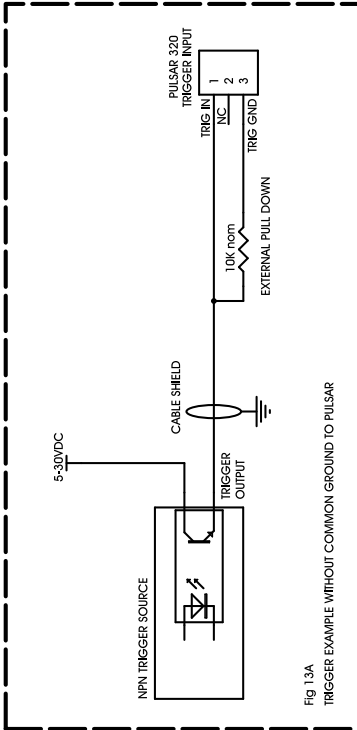 PULSAR 320
TRIGGER INPUT
1
2
3
TRIG IN
NC
TRIG GND
10K nom
EXTERNAL PULL DOWN
CABLE SHIELD
5-30VDC
TRIGGER
OUTPUT
NPN TRIGGER SOURCE
Fig 13A
TRIGGER EXAMPLE WITHOUT COMMON GROUND TO PULSAR